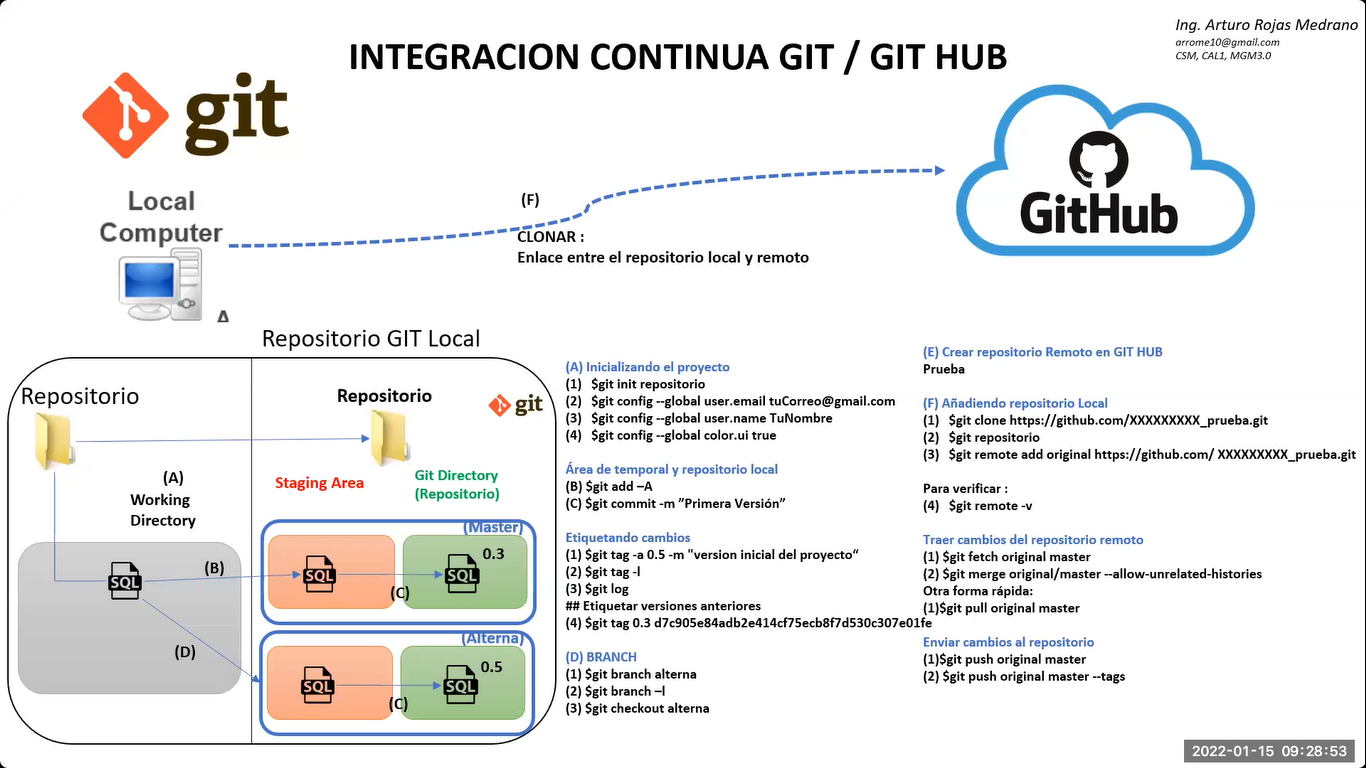 Ing. Arturo Rojas Medrano
arrome10@gmail.com
CSM, CAL1, MGM3.0
INTEGRACION CONTINUA GIT / GIT HUB
git
Local
Computer
(F)
CLONAR :
Enlace entre el repositorio local y remoto
GitHub
A
Repositorio GIT Local
Repositorio
Repositorio
git
(A)
Working
Directory
Staging Area
Git Directory
(Repositorio)
(Master)
SQL
(B)
SQL
(C)
SQL
0.3
(D)
(Alterna)
SQL
(C)
SQL
0.5
(A) Inicializando el proyecto
(1) $git init repositorio
(2) $git config --global user.email tuCorreo@gmail.com
(3) $git config --global user.name TuNombre
(4) $git config --global color.ui true
Área de temporal y repositorio local
(B) $git add –A
(C) $git commit -m ”Primera Versión”
Etiquetando cambios
(1) $git tag -a 0.5 -m "version inicial del proyecto“
(2) $git tag -l
(3) $git log
## Etiquetar versiones anteriores
(4) $git tag 0.3 d7c905e84adb2e414cf75ecb8f7d530c307e01fe
(D) BRANCH
(1) $git branch alterna
(2) $git branch –l
(3) $git checkout alterna
(E) Crear repositorio Remoto en GIT HUB
Prueba
(F) Añadiendo repositorio Local
(1) $git clone https://github.com/XXXXXXXXX_prueba.git
(2) $git repositorio
(3) $git remote add original https://github.com/ XXXXXXXXX_prueba.git
Para verificar :
(4) $git remote -v
Traer cambios del repositorio remoto
(1) $git fetch original master
(2) $git merge original/master --allow-unrelated-histories
Otra forma rápida:
(1)$git pull original master
Enviar cambios al repositorio
(1)$git push original master
(2) $git push original master --tags
2022-01-15 09:28:53